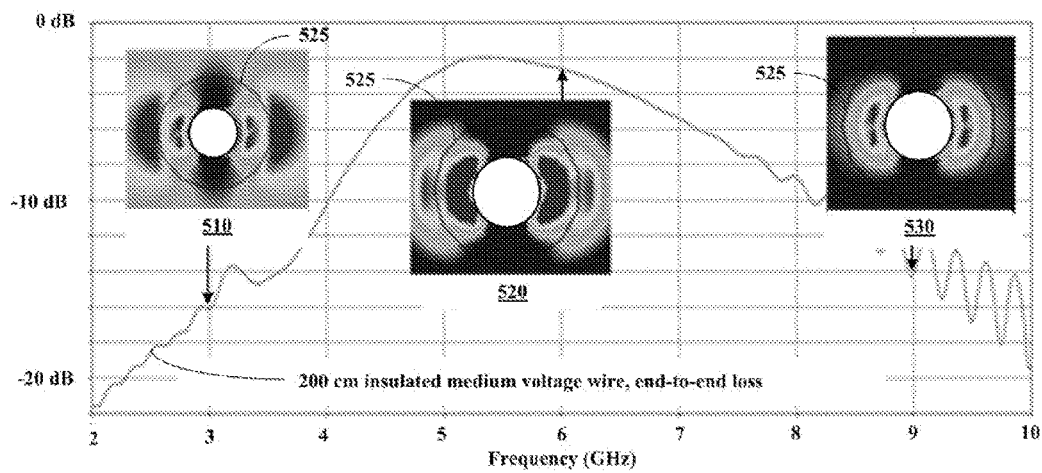 0 dB
525
525
525
-10 dB
510
520
530
-20 dB
200 cm insulated medium voltage wire, end-to-end loss
2 3 4 5 6 7 8 9 10
Frequency (GHz)